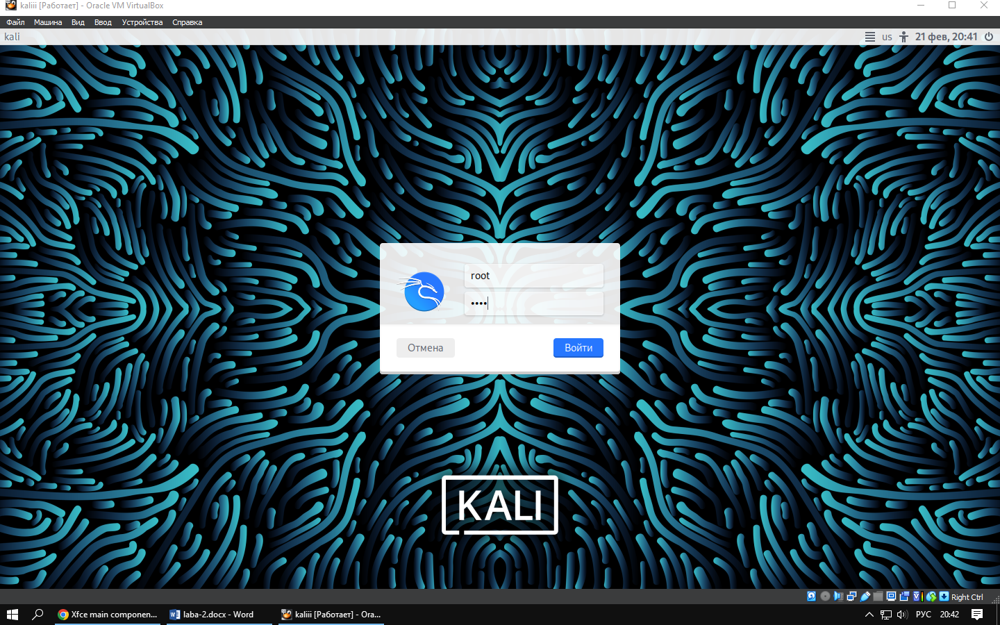 kaliii [Работает] - Oracle VM VirtualBox
Файл Машина Вид Ввод Устройства Справка
kali us 21 фев, 20:41
root
••••
Отмена Войти
KALI
Right Ctrl
Xfce main componen... laba-2.docx - Word kaliii [Работает] - Ora... РУС 20:42